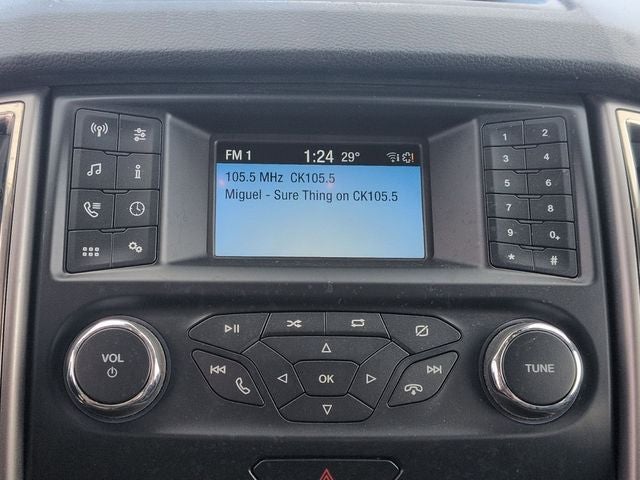 FM 1 1:24 29°
105.5 MHz CK105.5
Miguel - Sure Thing on CK105.5
1 2
3 4
5 6
7 8
9 0+
* #
VOL
OK
TUNE